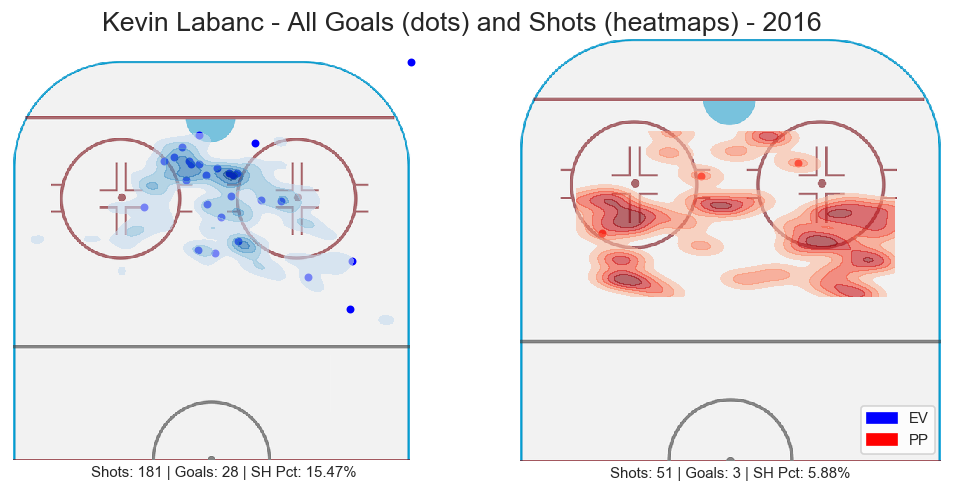 Kevin Labanc - All Goals (dots) and Shots (heatmaps) - 2016
EV
PP
Shots: 181 | Goals: 28 | SH Pct: 15.47%
Shots: 51 | Goals: 3 | SH Pct: 5.88%